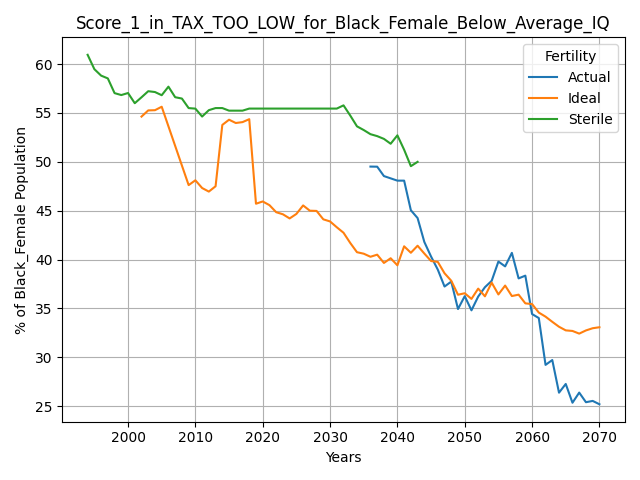 Score_1_in_TAX_TOO_LOW_for_Black_Female_Below_Average_IQ
% of Black_Female Population
60
55
50
45
40
35
30
25
Fertility
Actual
Ideal
Sterile
2000
2010
2020
2030
2040
2050
2060
2070
Years